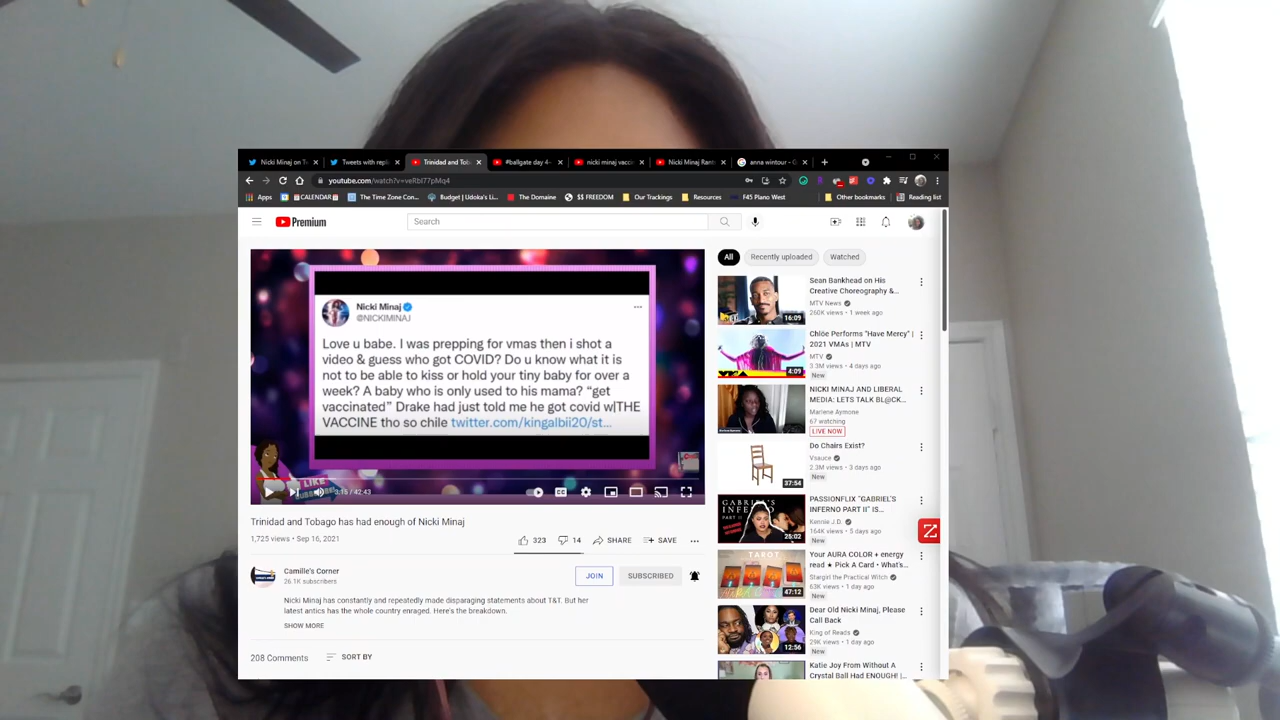 Nicki Minaj on T
Tweets with repl
Trinidad and Tob
#ballgate day 4
nicki minaj vacci
Nicki Minaj Rant
anna wintour - G
youtube.com/watch?v=veRbI77pMq4
Apps
CALENDAR
The Time Zone Con...
Budget | Udoka's Li...
The Domaine
$$ FREEDOM
Our Trackings
Resources
F45 Plano West
Other bookmarks
Reading list
Premium
Search
Nicki Minaj
@NICKIMINAJ
Love u babe. I was prepping for vmas then i shot a
video & guess who got COVID? Do u know what it is
not to be able to kiss or hold your tiny baby for over a
week? A baby who is only used to his mama? “get
vaccinated” Drake had just told me he got covid w|THE
VACCINE tho so chile twitter.com/kingalbii20/st...
I LIKE
3:15 / 42:43
Trinidad and Tobago has had enough of Nicki Minaj
1,725 views • Sep 16, 2021
323
14
SHARE
SAVE
Camille's Corner
26.1K subscribers
JOIN
SUBSCRIBED
Nicki Minaj has constantly and repeatedly made disparaging statements about T&T. But her
latest antics has the whole country enraged. Here's the breakdown.
SHOW MORE
208 Comments
SORT BY
All
Recently uploaded
Watched
16:09
Sean Bankhead on His
Creative Choreography &...
MTV News
260K views • 1 week ago
4:09
Chlöe Performs "Have Mercy" |
2021 VMAs | MTV
MTV
3.3M views • 4 days ago
New
NICKI MINAJ AND LIBERAL
MEDIA: LETS TALK BL@CK...
Marlene Aymone
67 watching
LIVE NOW
37:54
Do Chairs Exist?
Vsauce
2.3M views • 3 days ago
New
GABRIEL'S
INFERNO
25:02
PASSIONFLIX "GABRIEL'S
INFERNO PART II" IS...
Kennie J.D.
164K views • 5 days ago
New
TAROT
47:12
Your AURA COLOR + energy
read ★ Pick A Card • What's...
Stargirl the Practical Witch
63K views • 1 day ago
New
12:56
Dear Old Nicki Minaj, Please
Call Back
King of Reads
29K views • 1 day ago
New
Katie Joy From Without A
Crystal Ball Had ENOUGH! |...